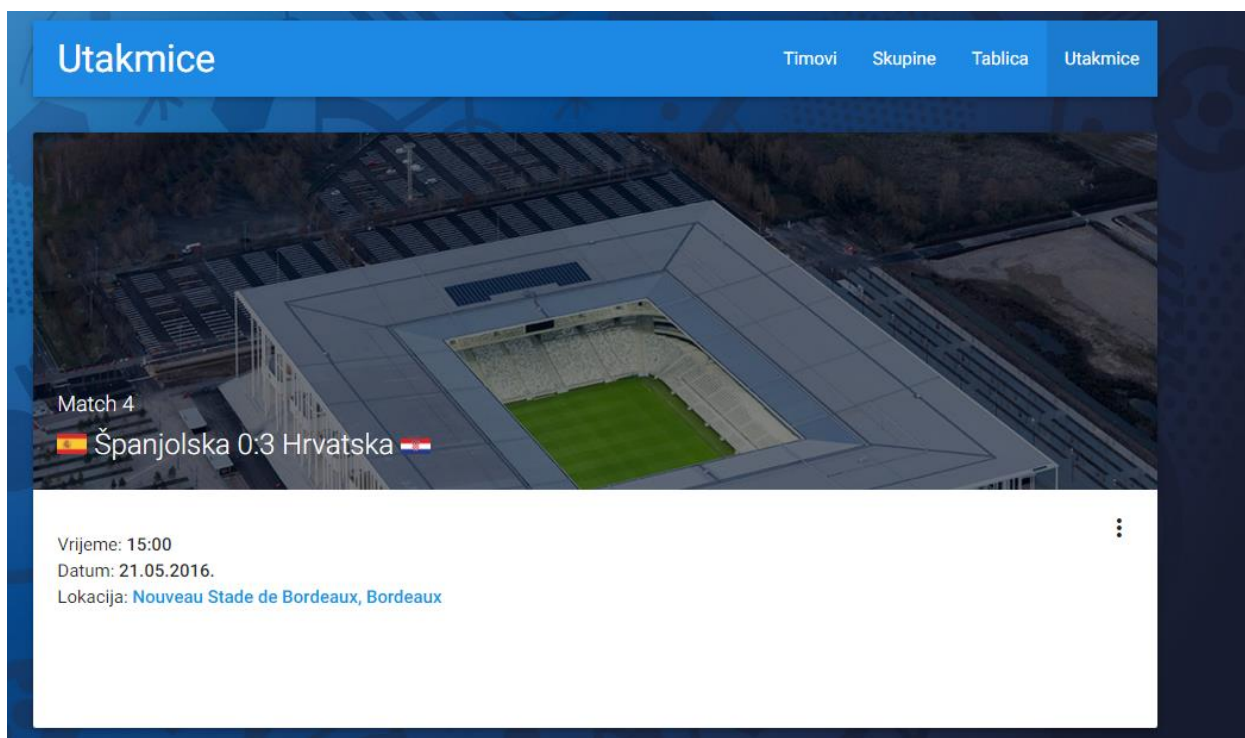 Utakmice
Timovi Skupine Tablica Utakmice
Match 4
Španjolska 0:3 Hrvatska
Vrijeme: 15:00
Datum: 21.05.2016.
Lokacija: Nouveau Stade de Bordeaux, Bordeaux